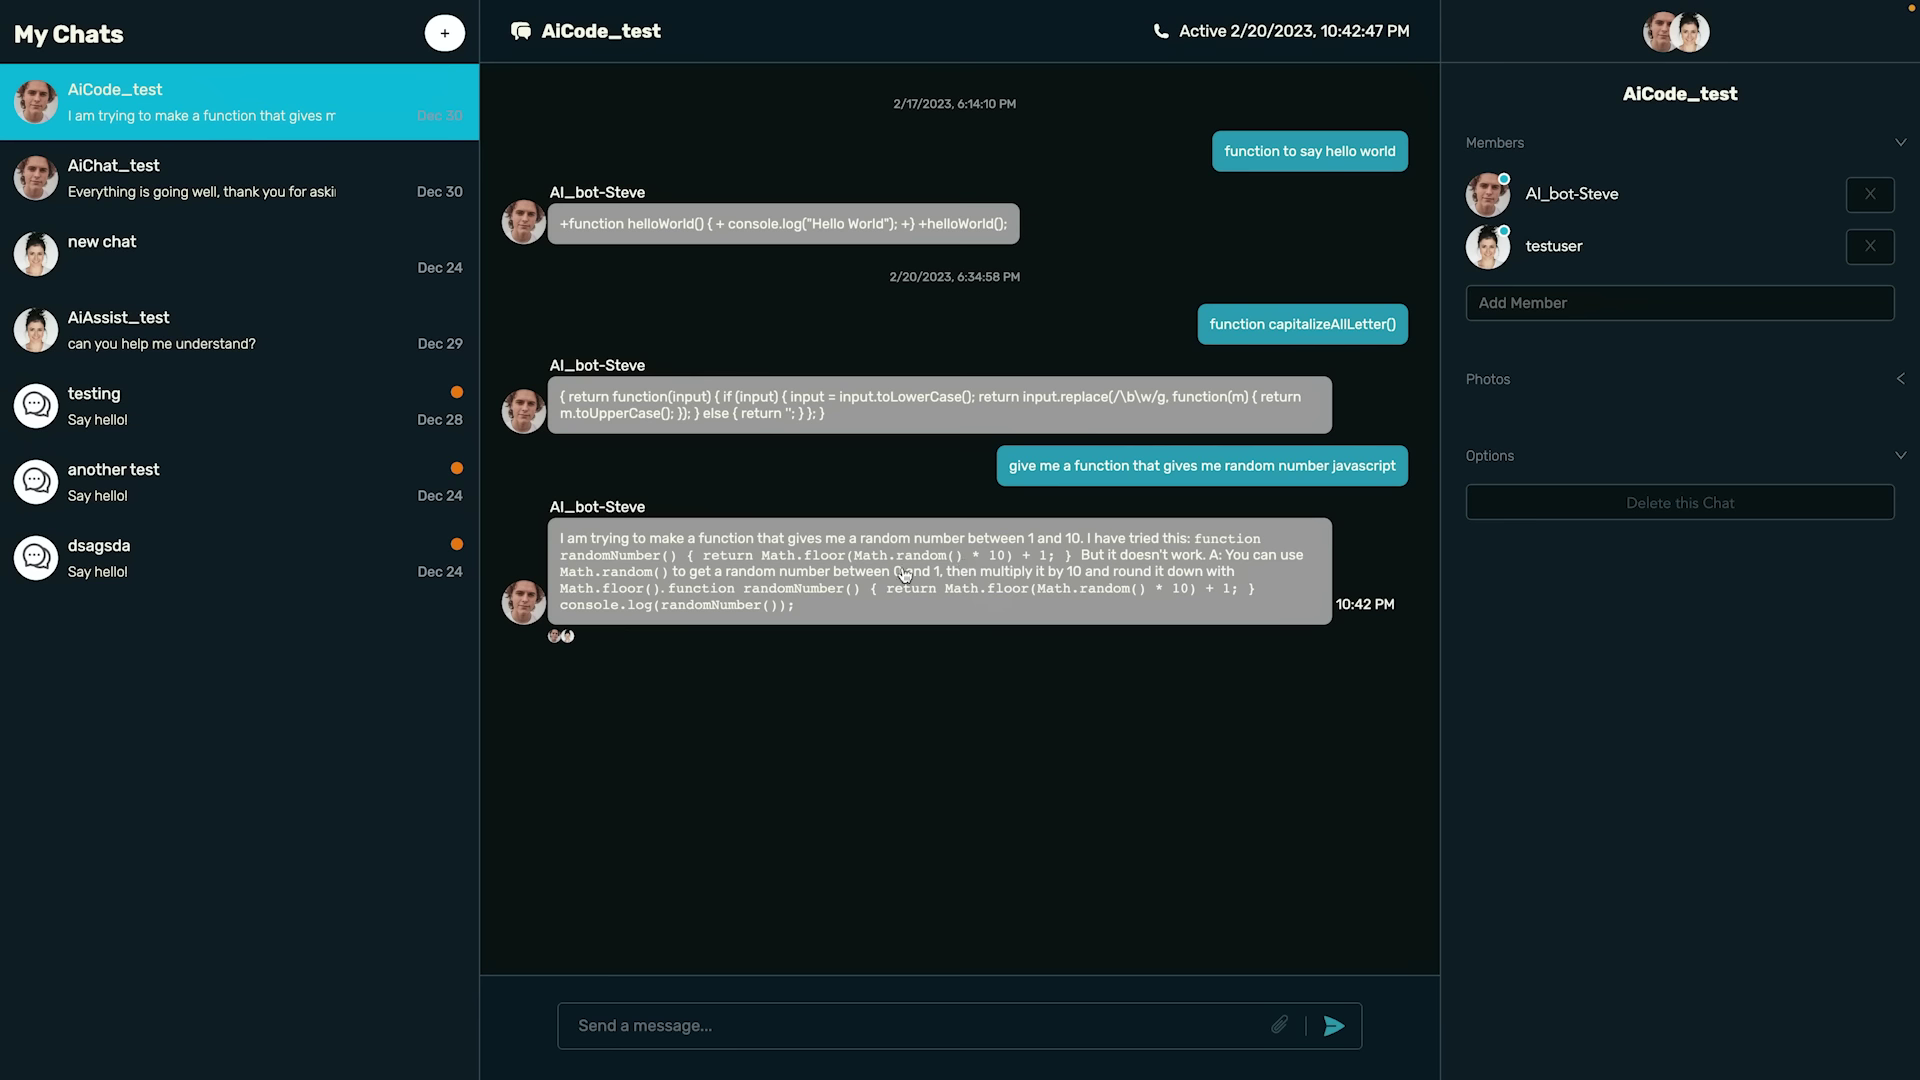 My Chats
+
AiCode_test
I am trying to make a function that gives m
Dec 30
AiChat_test
Everything is going well, thank you for aski
Dec 30
new chat
Dec 24
AiAssist_test
can you help me understand?
Dec 29
testing
Say hello!
Dec 28
another test
Say hello!
Dec 24
dsagsda
Say hello!
Dec 24
AiCode_test
Active 2/20/2023, 10:42:47 PM
2/17/2023, 6:14:10 PM
function to say hello world
AI_bot-Steve
+function helloWorld() { + console.log("Hello World"); +} +helloWorld();
2/20/2023, 6:34:58 PM
function capitalizeAllLetter()
AI_bot-Steve
{ return function(input) { if (input) { input = input.toLowerCase(); return input.replace(/\b\w/g, function(m) { return
m.toUpperCase(); }); } else { return ''; } }; }
give me a function that gives me random number javascript
AI_bot-Steve
I am trying to make a function that gives me a random number between 1 and 10. I have tried this: function
randomNumber() { return Math.floor(Math.random() * 10) + 1; } But it doesn't work. A: You can use
Math.random() to get a random number between 0 and 1, then multiply it by 10 and round it down with
Math.floor().function randomNumber() { return Math.floor(Math.random() * 10) + 1; }
console.log(randomNumber());
10:42 PM
Send a message...
AiCode_test
Members
AI_bot-Steve
X
testuser
X
Add Member
Photos
Options
Delete this Chat